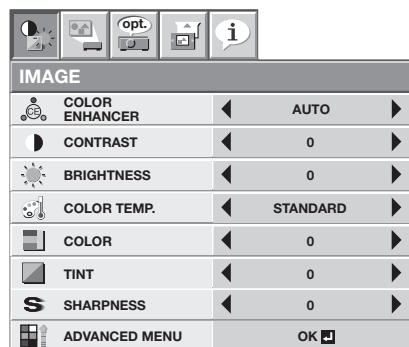 opt.
i
IMAGE
CE
COLOR
ENHANCER
AUTO
CONTRAST
0
BRIGHTNESS
0
COLOR TEMP.
STANDARD
COLOR
0
TINT
0
S SHARPNESS
0
ADVANCED MENU
OK